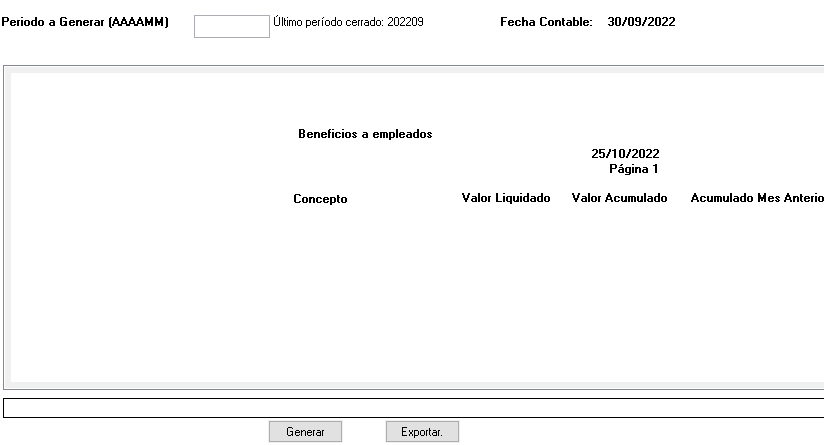 Periodo a Generar (AAAAMM) Último período cerrado: 202209 Fecha Contable: 30/09/2022
Beneficios a empleados
25/10/2022
Página 1
Concepto Valor Liquidado Valor Acumulado Acumulado Mes Anterio
Generar Exportar.